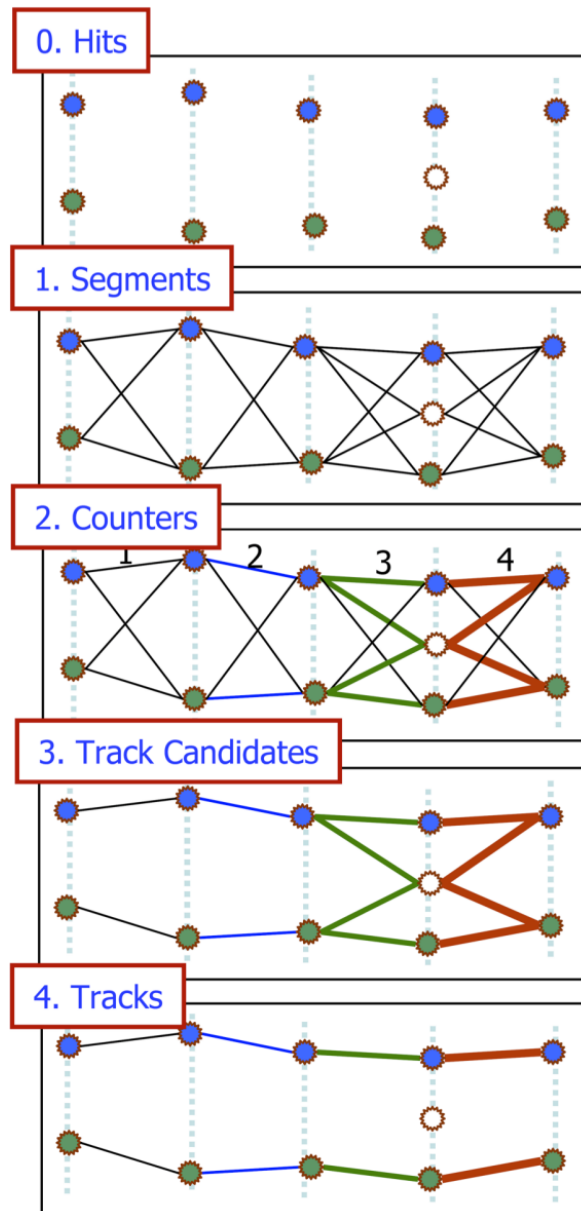 0. Hits
1. Segments
2. Counters
1 2 3 4
3. Track Candidates
4. Tracks